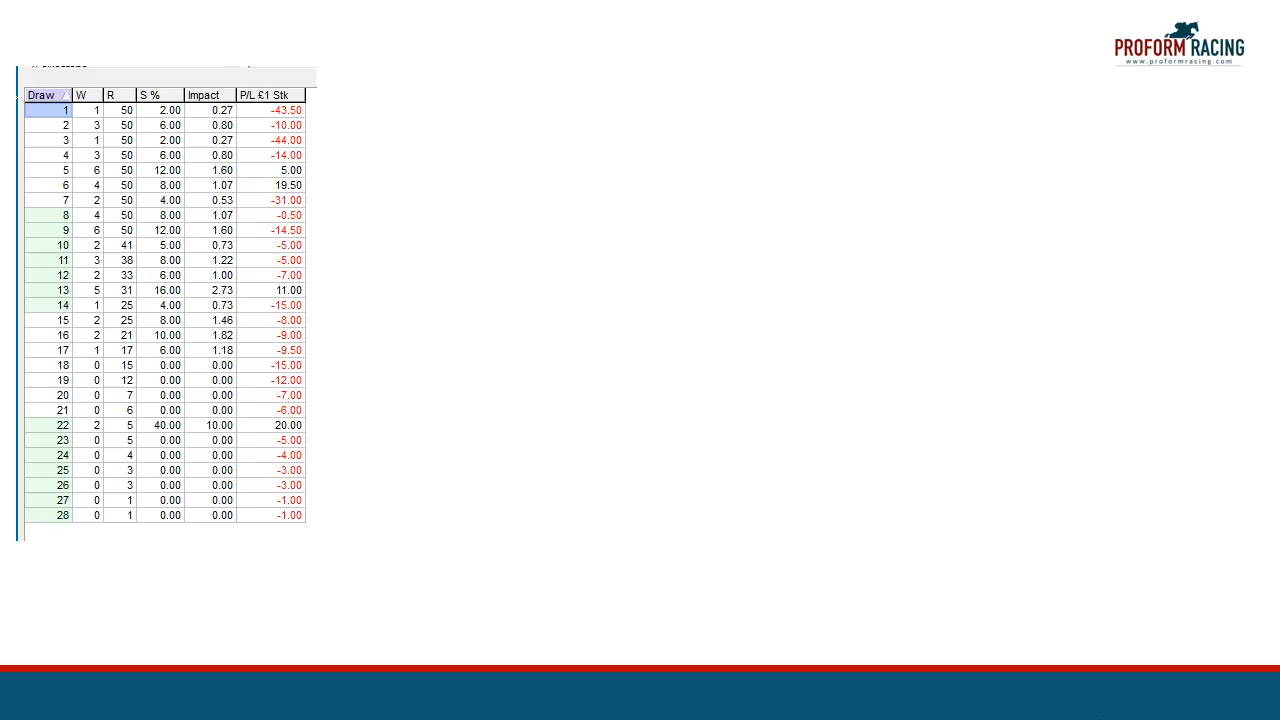 PROFORM RACING
www.proformracing.com
Draw W R S % Impact P/L £1 Stk
1 1 50 2.00 0.27 -43.50
2 3 50 6.00 0.80 -10.00
3 1 50 2.00 0.27 -44.00
4 3 50 6.00 0.80 -14.00
5 6 50 12.00 1.60 5.00
6 4 50 8.00 1.07 19.50
7 2 50 4.00 0.53 -31.00
8 4 50 8.00 1.07 -0.50
9 6 50 12.00 1.60 -14.50
10 2 41 5.00 0.73 -5.00
11 3 38 8.00 1.22 -5.00
12 2 33 6.00 1.00 -7.00
13 5 31 16.00 2.73 11.00
14 1 25 4.00 0.73 -15.00
15 2 25 8.00 1.46 -8.00
16 2 21 10.00 1.82 -9.00
17 1 17 6.00 1.18 -9.50
18 0 15 0.00 0.00 -15.00
19 0 12 0.00 0.00 -12.00
20 0 7 0.00 0.00 -7.00
21 0 6 0.00 0.00 -6.00
22 2 5 40.00 10.00 20.00
23 0 5 0.00 0.00 -5.00
24 0 4 0.00 0.00 -4.00
25 0 3 0.00 0.00 -3.00
26 0 3 0.00 0.00 -3.00
27 0 1 0.00 0.00 -1.00
28 0 1 0.00 0.00 -1.00